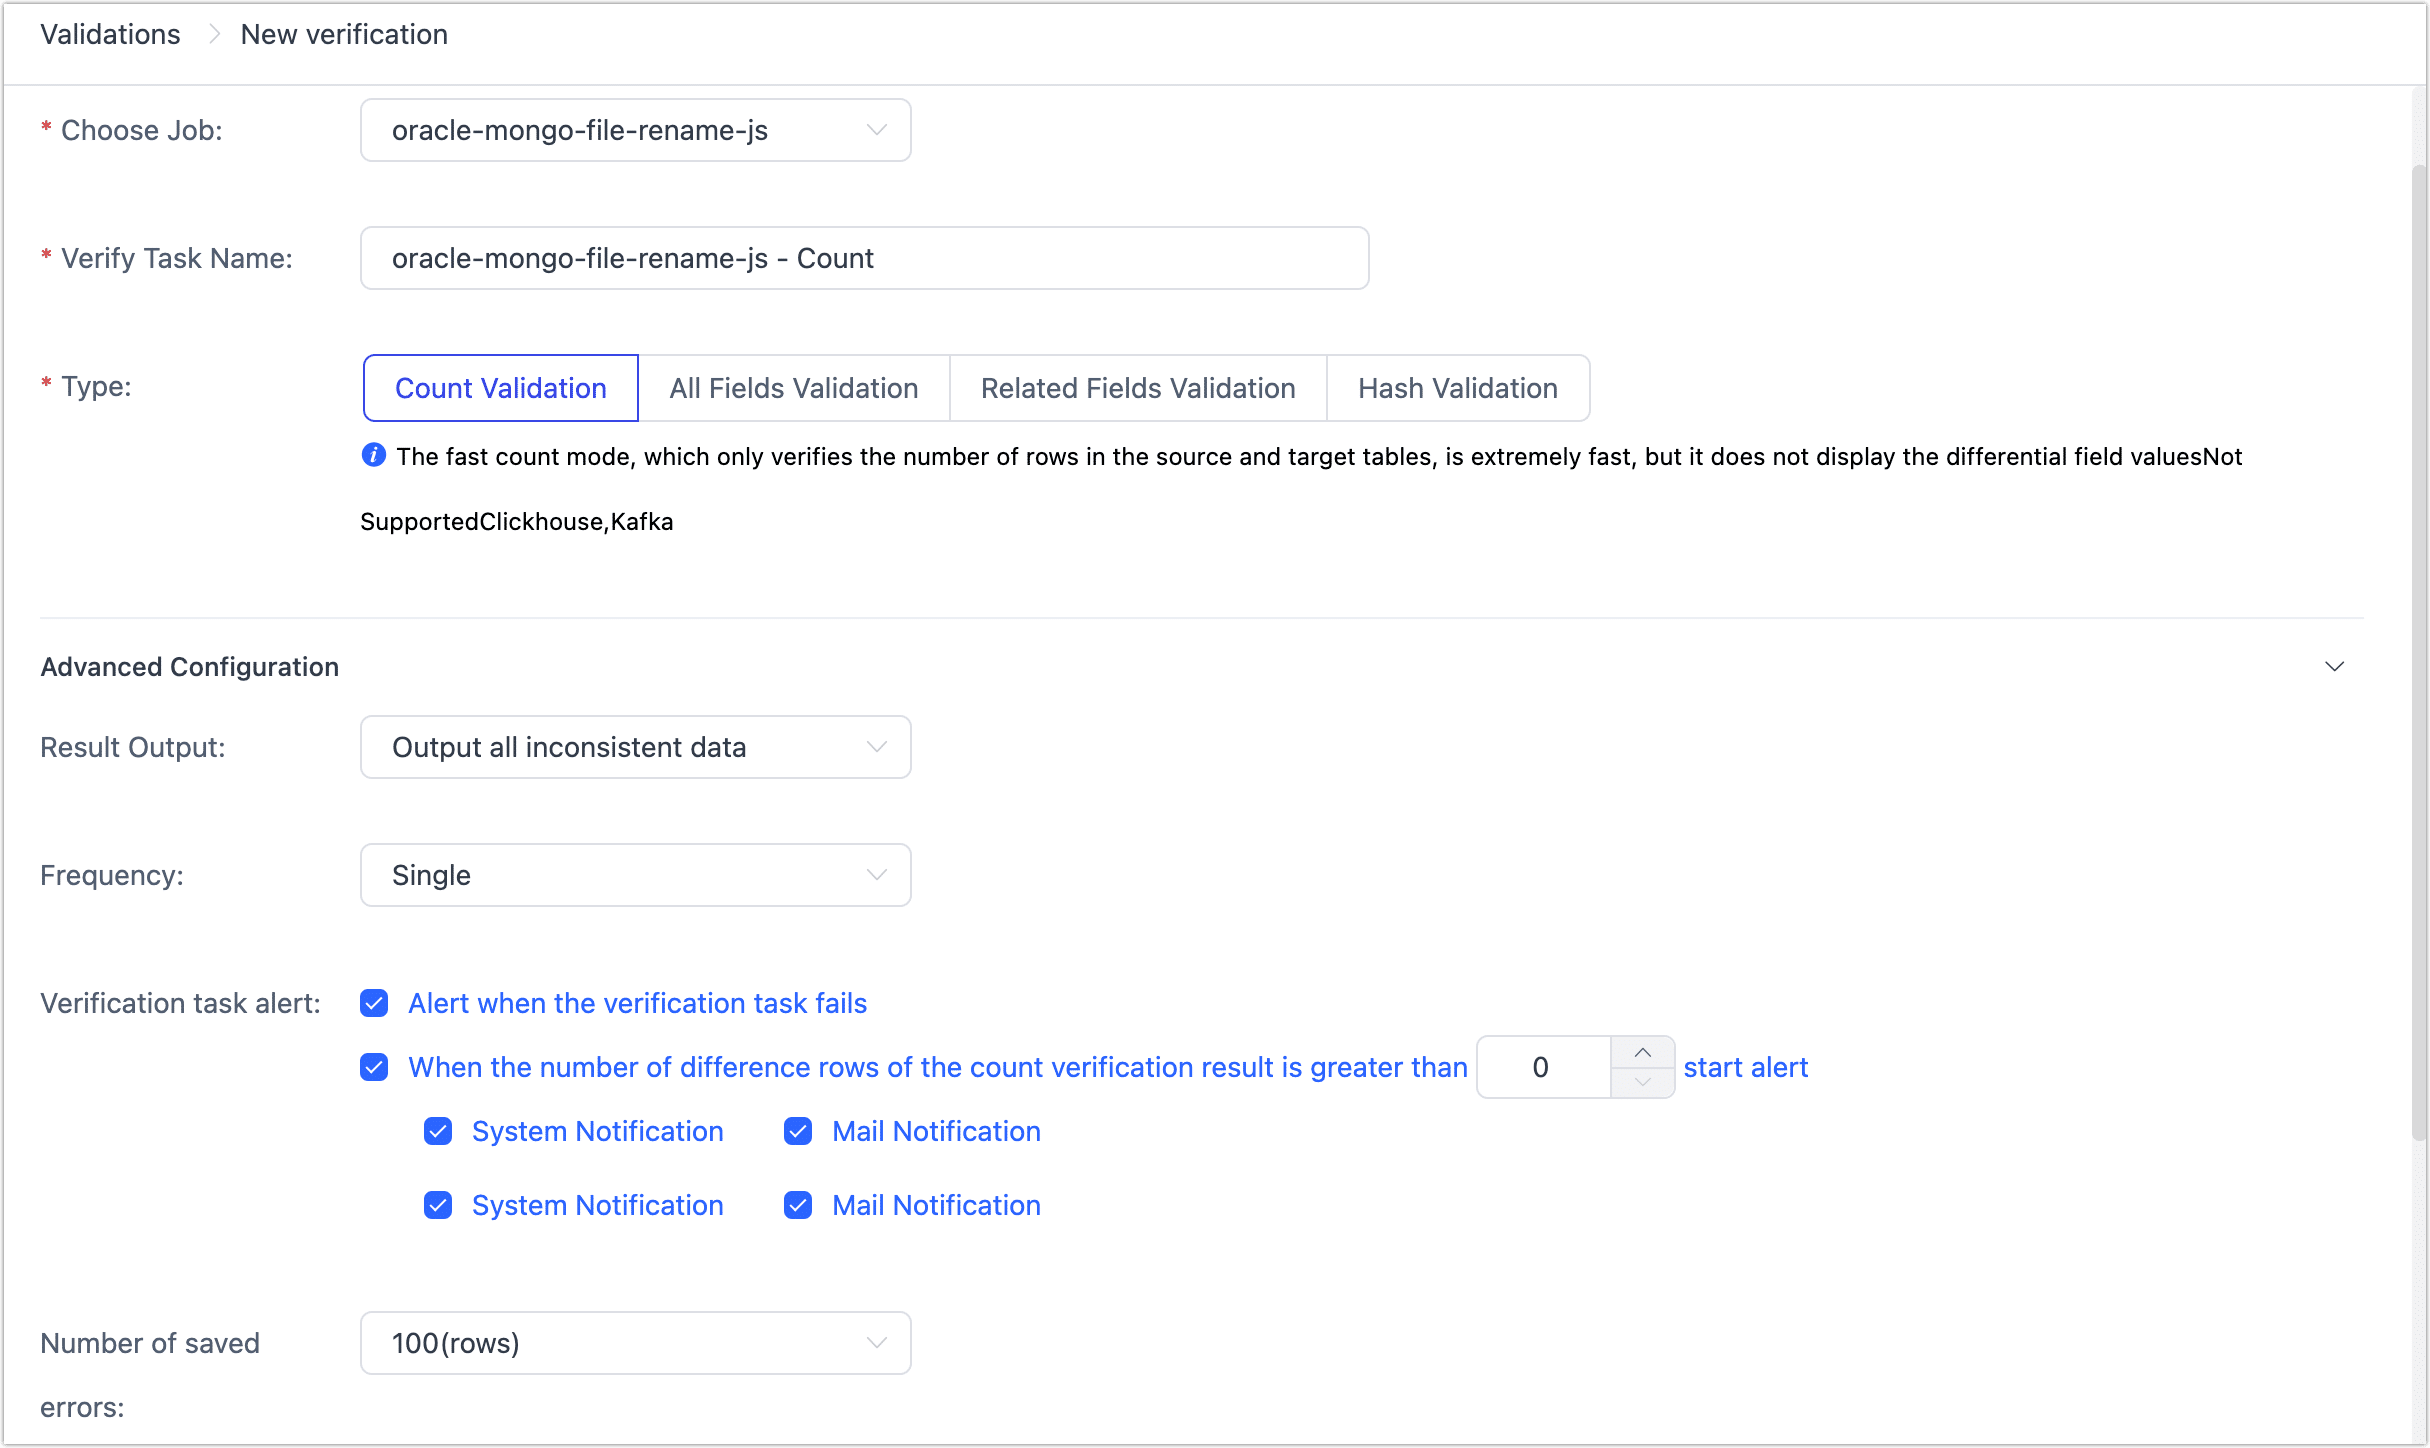 Validations > New verification
* Choose Job: oracle-mongo-file-rename-js
* Verify Task Name: oracle-mongo-file-rename-js - Count
* Type: Count Validation All Fields Validation Related Fields Validation Hash Validation
The fast count mode, which only verifies the number of rows in the source and target tables, is extremely fast, but it does not display the differential field valuesNot
SupportedClickhouse,Kafka
Advanced Configuration
Result Output: Output all inconsistent data
Frequency: Single
Verification task alert: Alert when the verification task fails
When the number of difference rows of the count verification result is greater than 0 start alert
System Notification Mail Notification
System Notification Mail Notification
Number of saved 100(rows)
errors: